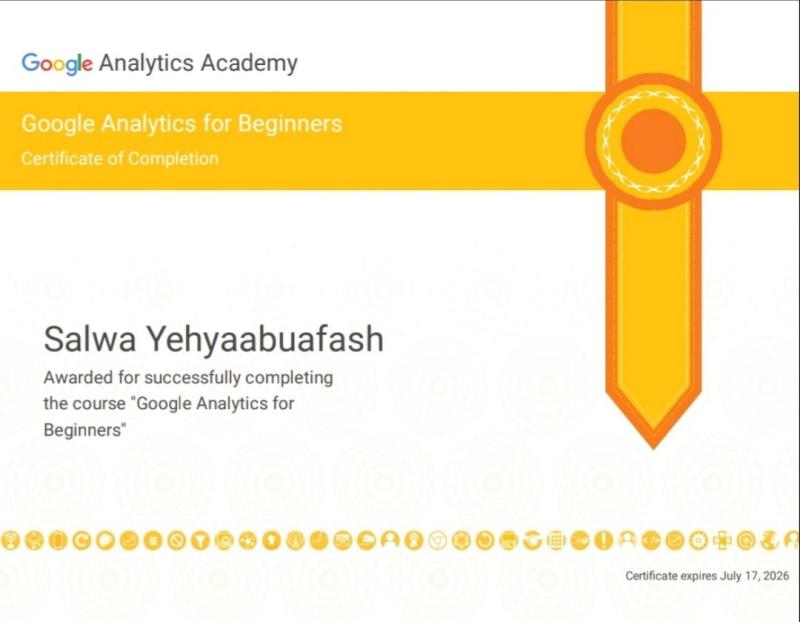 Google Analytics Academy
Google Analytics for Beginners
Certificate of Completion
Salwa Yehyaabuafash
Awarded for successfully completing
the course "Google Analytics for
Beginners"
Certificate expires July 17, 2026